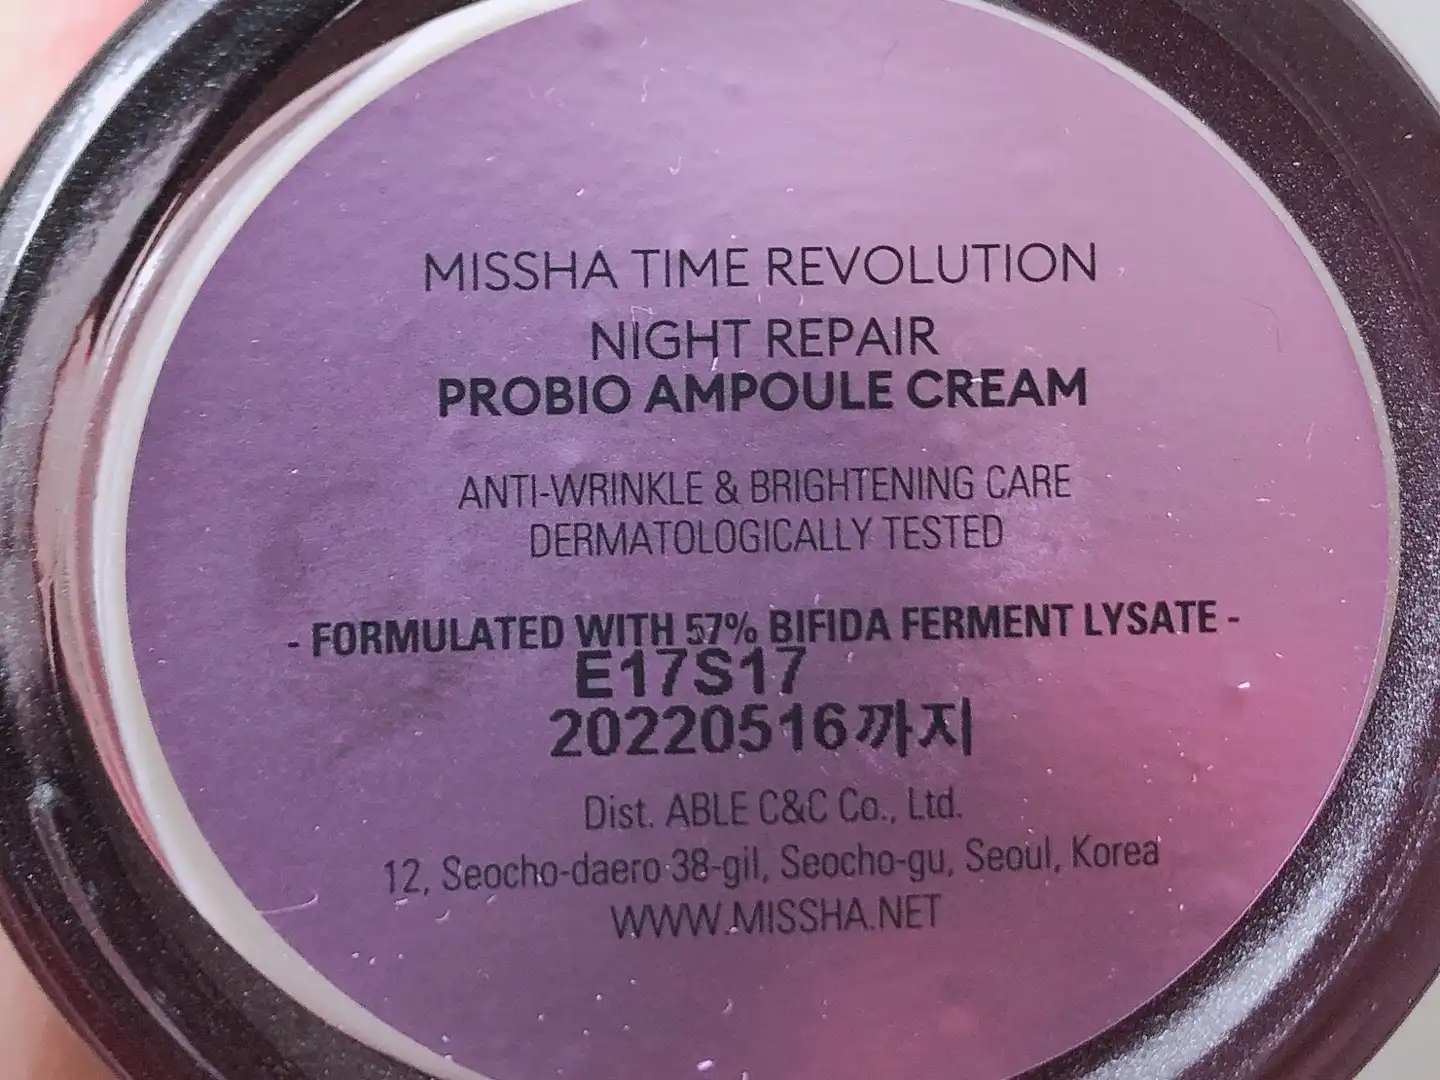 MISSHA TIME REVOLUTION
NIGHT REPAIR
PROBIO AMPOULE CREAM
ANTI-WRINKLE & BRIGHTENING CARE
DERMATOLOGICALLY TESTED
- FORMULATED WITH 57% BIFIDA FERMENT LYSATE -
E17S17
20220516까지
Dist. ABLE C&C Co., Ltd.
12, Seocho-daero 38-gil, Seocho-gu, Seoul, Korea
WWW.MISSHA.NET